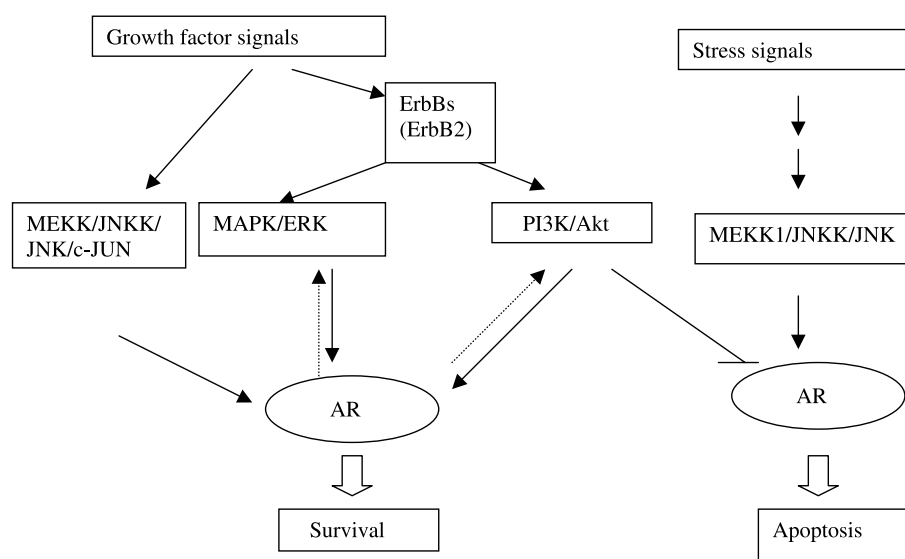 Growth factor signals
Stress signals
ErbBs
(ErbB2)
MEKK/JNKK/
JNK/c-JUN
MAPK/ERK
PI3K/Akt
MEKK1/JNKK/JNK
AR
AR
Survival
Apoptosis